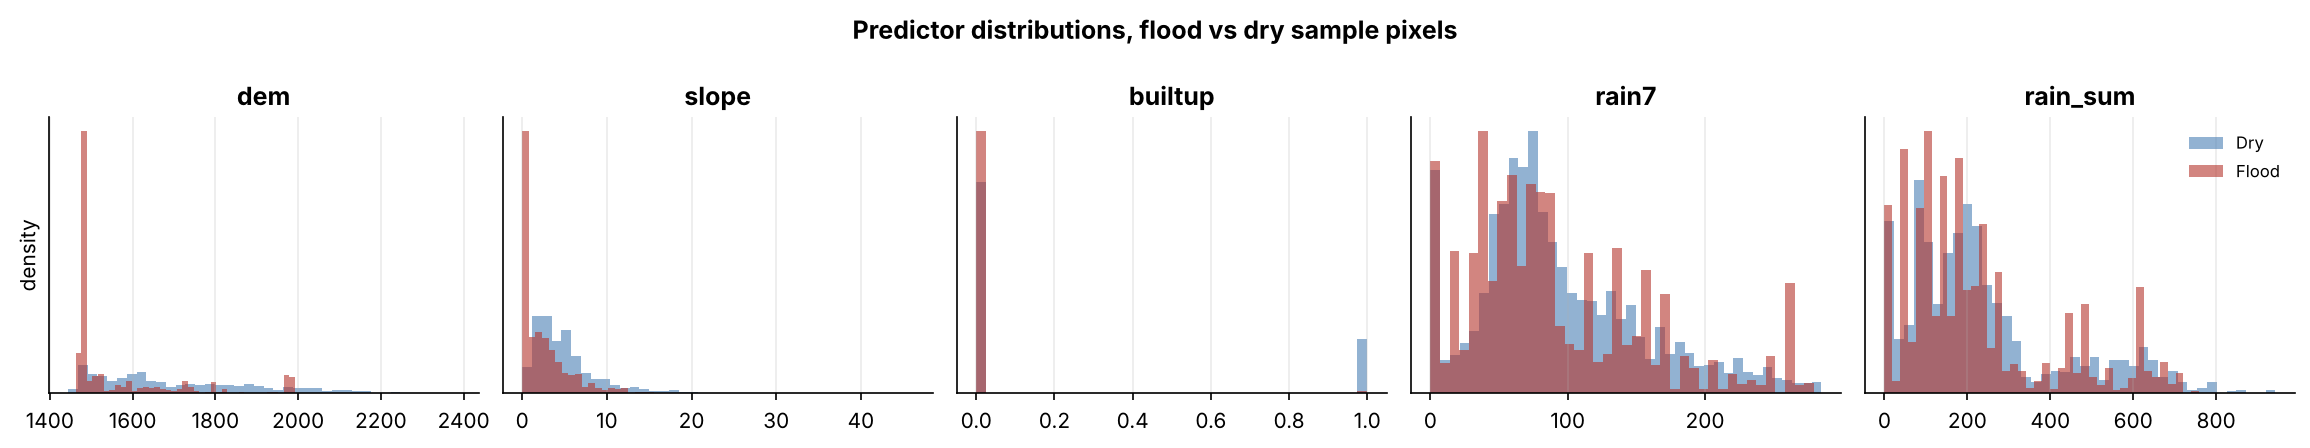 Predictor distributions, flood vs dry sample pixels
dem
slope
builtup
rain7
rain_sum
density
Dry
Flood
1400 1600 1800 2000 2200 2400
0 10 20 30 40
0.0 0.2 0.4 0.6 0.8 1.0
0 100 200
0 200 400 600 800